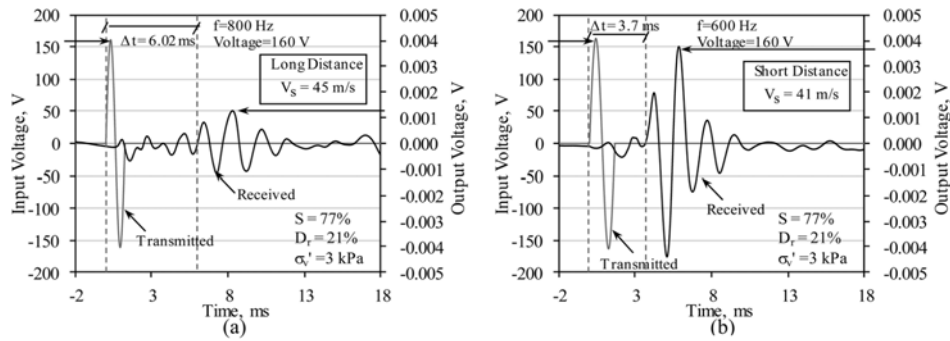 Δt=6.02 ms
f=800 Hz
Voltage=160 V
Long Distance
Vs = 45 m/s
Received
Transmitted
S = 77%
Dr = 21%
σv' =3 kPa
Input Voltage, V
200
150
100
50
0
-50
-100
-150
-200
Output Voltage, V
0.005
0.004
0.003
0.002
0.001
0.000
-0.001
-0.002
-0.003
-0.004
-0.005
-2 3 8 13 18
Time, ms
(a)
Δt= 3.7 ms
f=600 Hz
Voltage=160 V
Short Distance
Vs = 41 m/s
Received
Transmitted
S = 77%
Dr = 21%
σv' =3 kPa
Input Voltage, V
200
150
100
50
0
-50
-100
-150
-200
Output Voltage, V
0.005
0.004
0.003
0.002
0.001
0.000
-0.001
-0.002
-0.003
-0.004
-0.005
-2 3 8 13 18
Time, ms
(b)